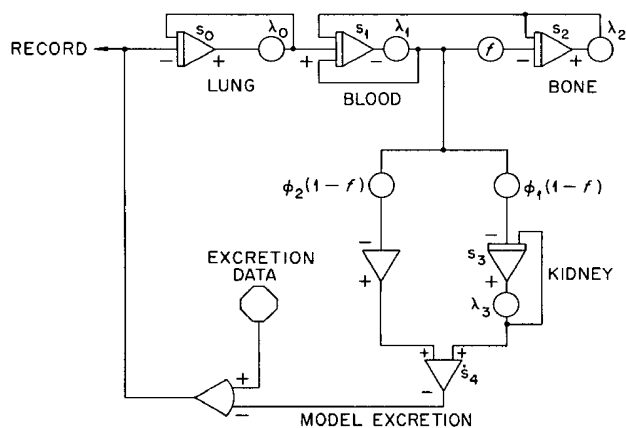 RECORD
S₀
λ₀
S₁
λ₁
f
S₂
λ₂
−
+
+
−
−
+
LUNG
BLOOD
BONE
ϕ₂(1−f)
ϕ₁(1−f)
−
−
+
S₃
+
KIDNEY
λ₃
EXCRETION
DATA
+
+
Ṡ₄
−
+
−
MODEL EXCRETION